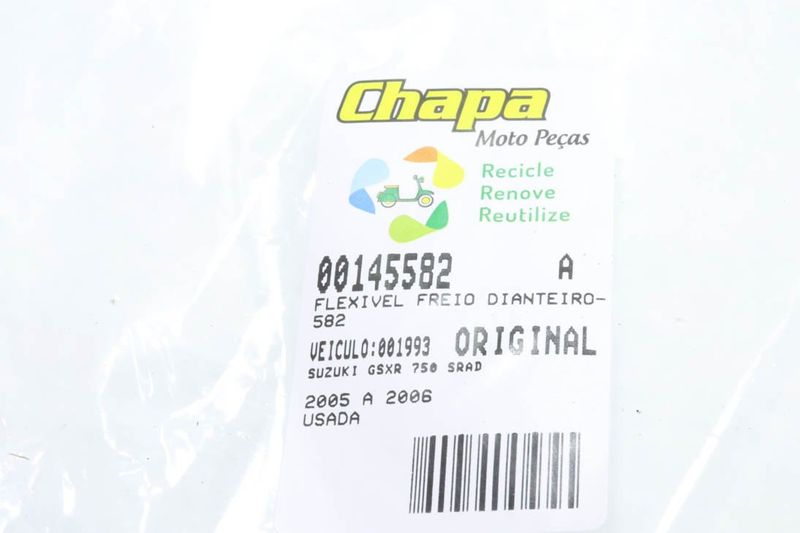 Chapa
Moto Peças
Recicle
Renove
Reutilize
00145582 A
FLEXIVEL FREIO DIANTEIRO-
582
VEICULO:001993 ORIGINAL
SUZUKI GSXR 750 SRAD
2005 A 2006
USADA